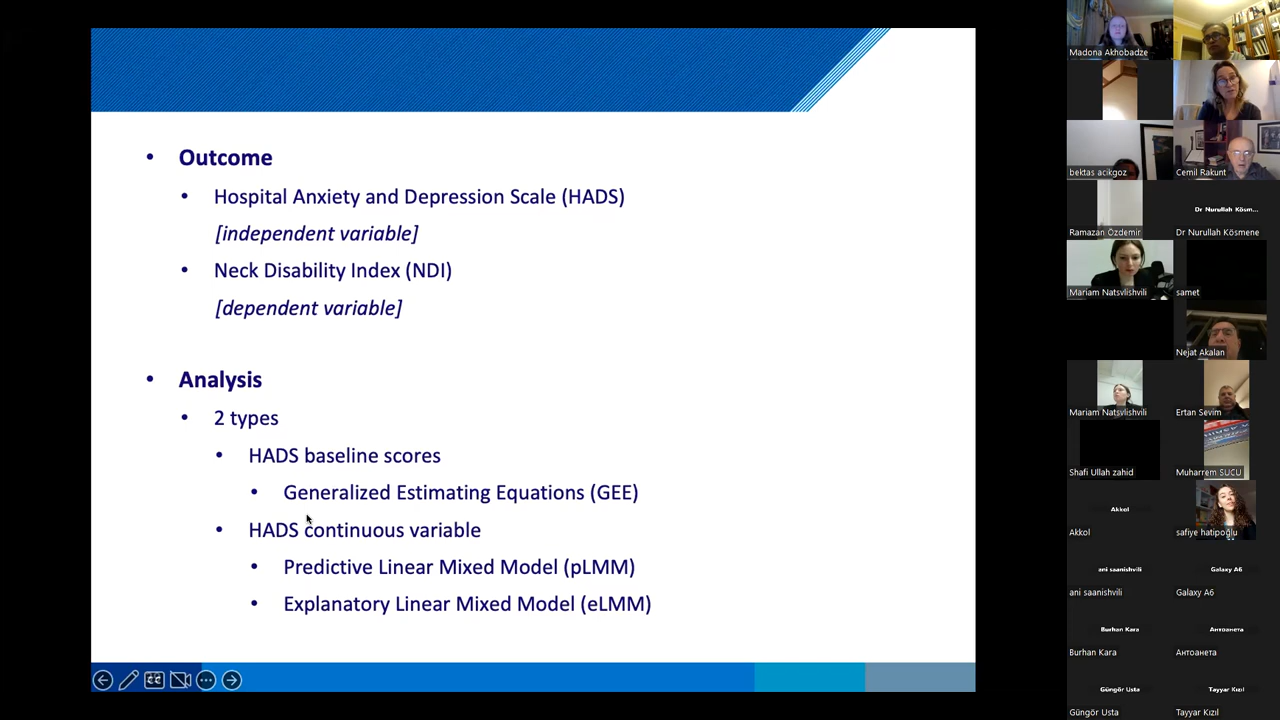 Outcome
Hospital Anxiety and Depression Scale (HADS)
[independent variable]
Neck Disability Index (NDI)
[dependent variable]
Analysis
2 types
HADS baseline scores
Generalized Estimating Equations (GEE)
HADS continuous variable
Predictive Linear Mixed Model (pLMM)
Explanatory Linear Mixed Model (eLMM)
Madona Akhobadze
bektas acikgoz
Cemil Rakunt
Ramazan Özdemir
Dr Nurullah Kösm...
Dr Nurullah Kösmene
Mariam Natsvlishvili
samet
Nejat Akalan
Mariam Natsvlishvili
Ertan Sevim
Shafi Ullah zahid
Muharrem SUCU
Akkol
Akkol
safiye hatipoğlu
ani saanishvili
ani saanishvili
Galaxy A6
Galaxy A6
Burhan Kara
Burhan Kara
Антоанета
Антоанета
Güngör Usta
Güngör Usta
Tayyar Kızıl
Tayyar Kızıl